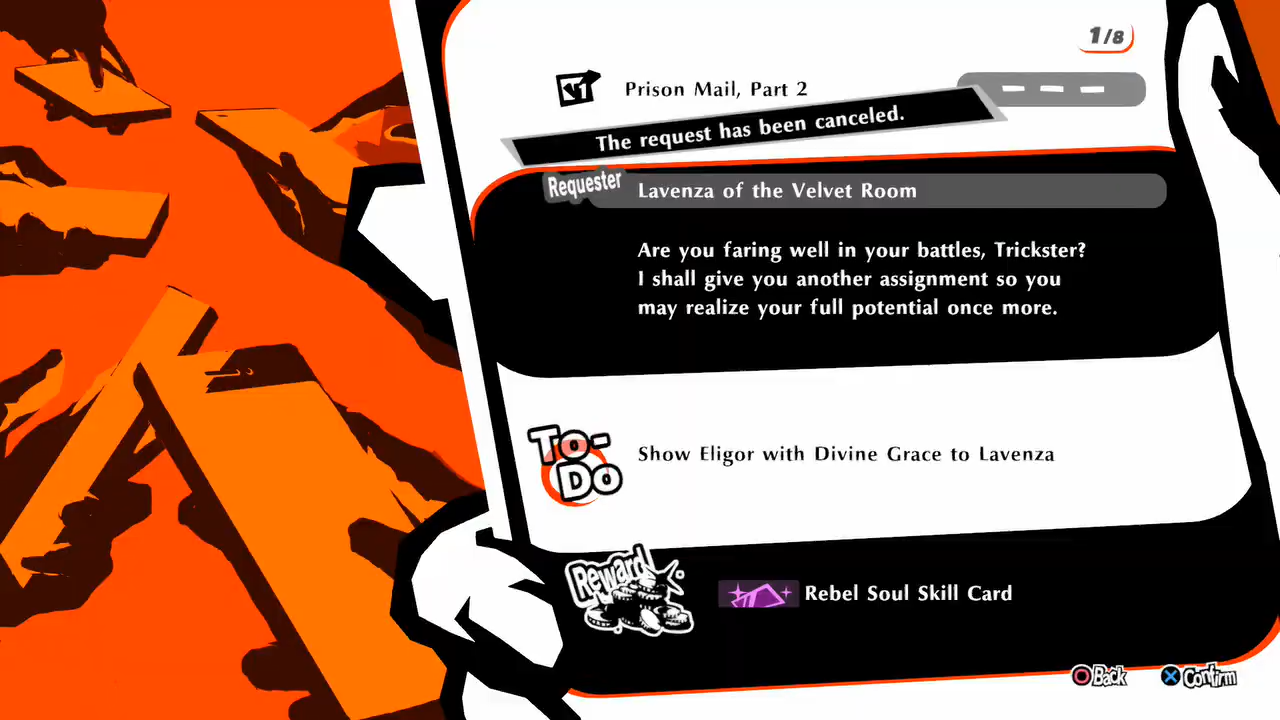 1/8
Prison Mail, Part 2
The request has been canceled.
Requester
Lavenza of the Velvet Room
Are you faring well in your battles, Trickster?
I shall give you another assignment so you
may realize your full potential once more.
To-
Do
Show Eligor with Divine Grace to Lavenza
Reward
Rebel Soul Skill Card
Back
Confirm